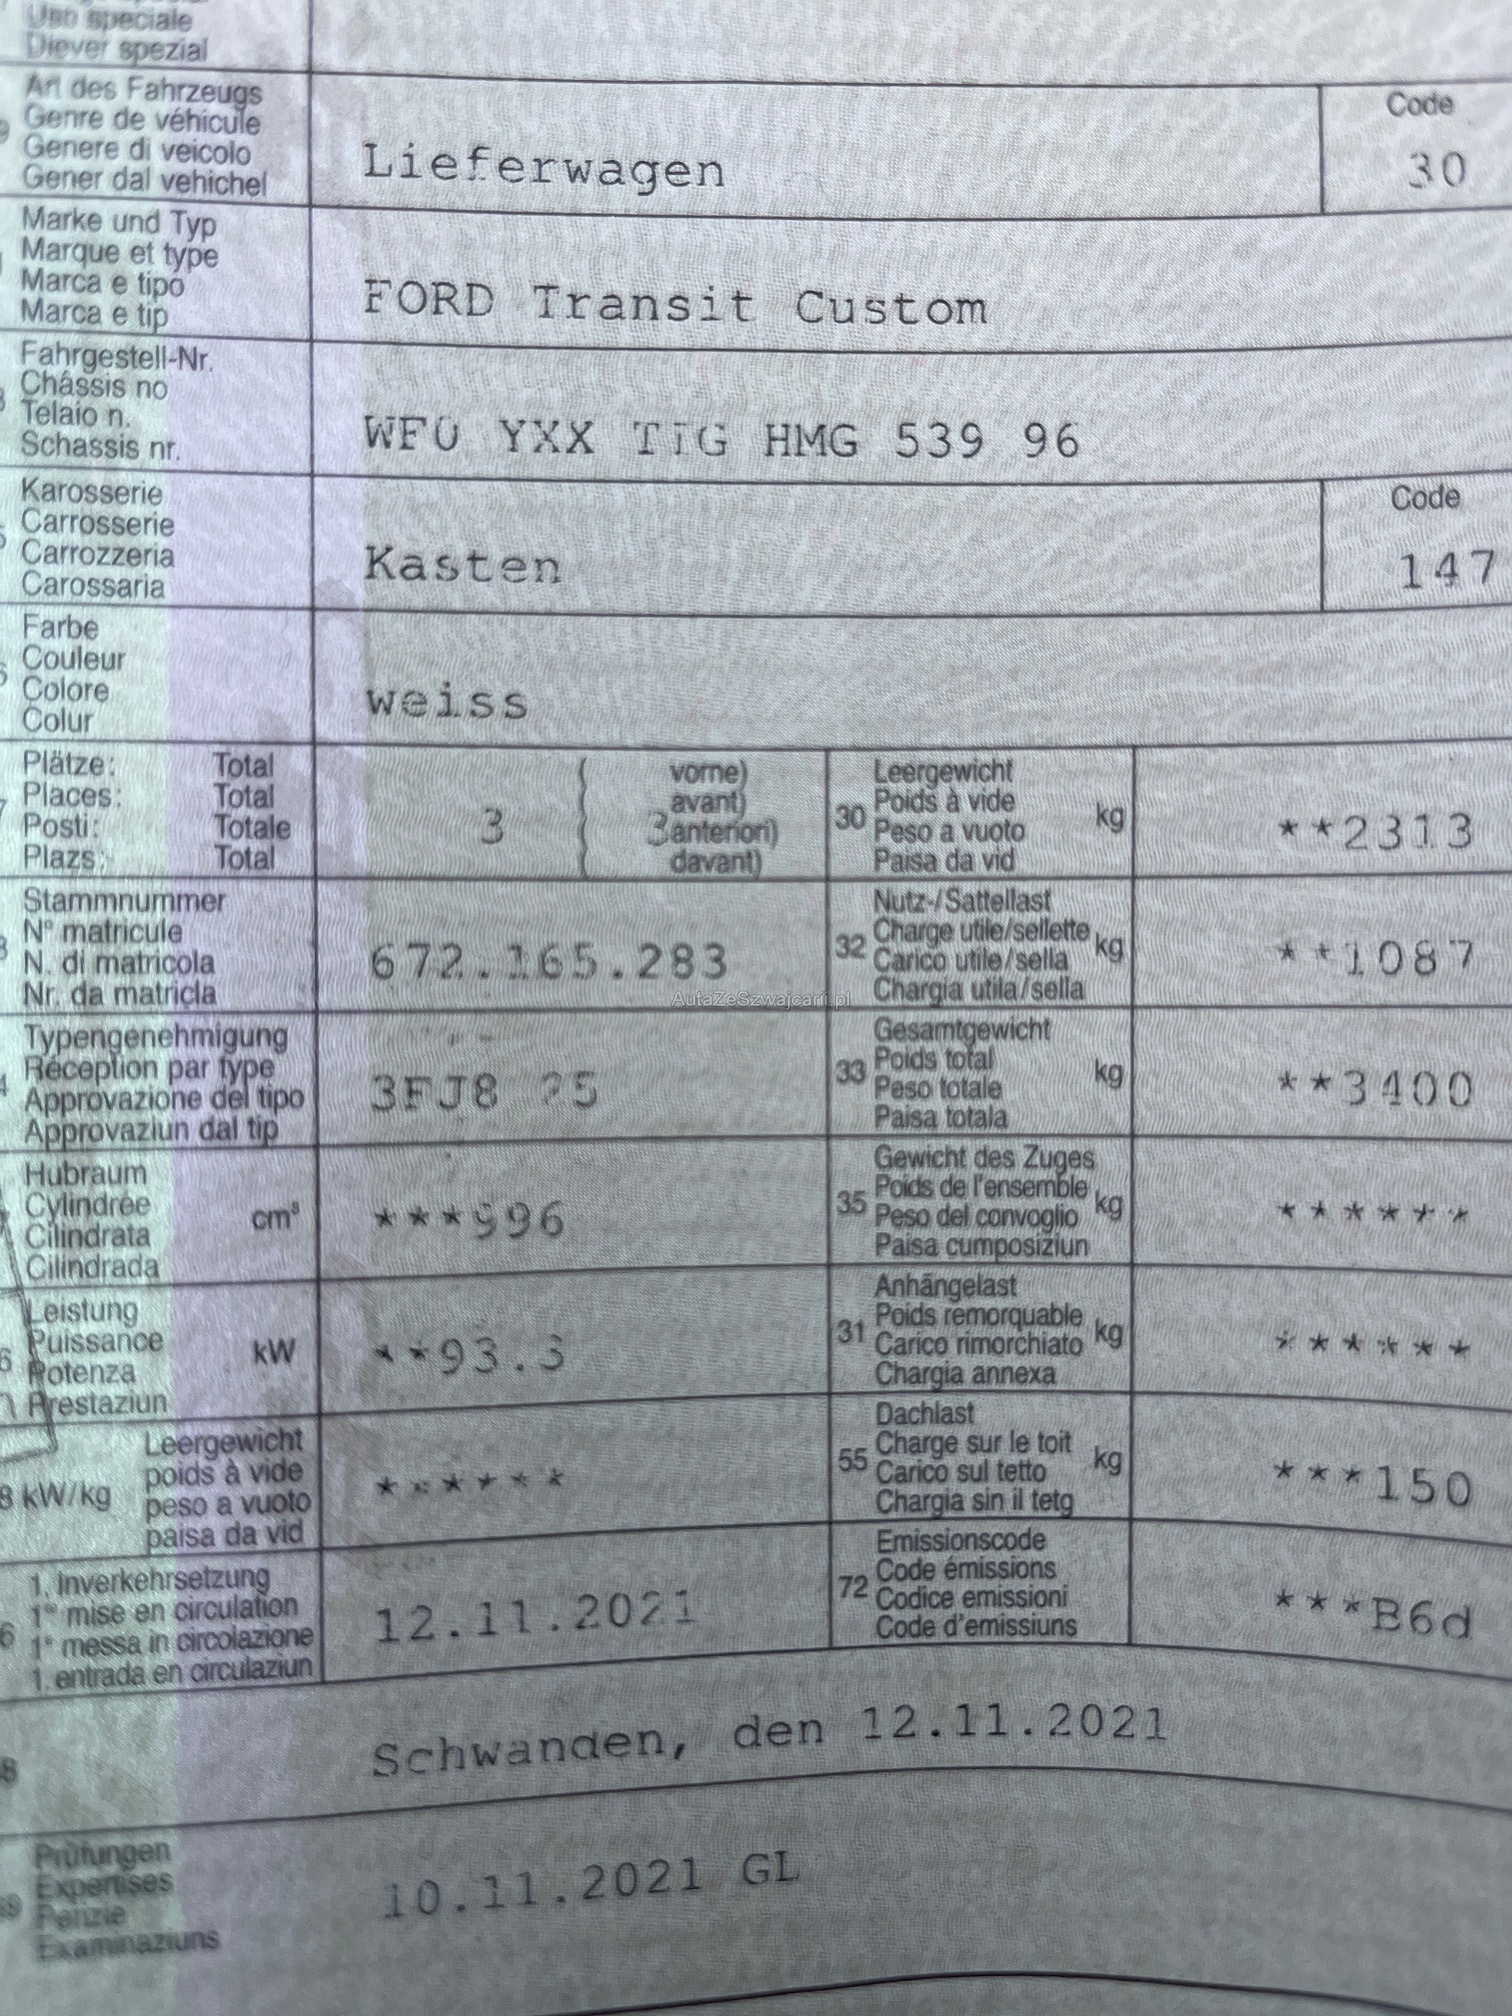 Uso speciale
Diever spezial
Art des Fahrzeugs
Genre de véhicule
Genere di veicolo
Gener dal vehichel
Lieferwagen
Code
30
Marke und Typ
Marque et type
Marca e tipo
Marca e tip
FORD Transit Custom
Fahrgestell-Nr.
Châssis no
Telaio n.
Schassis nr.
WF0 YXX TTG HMG 539 96
Karosserie
Carrosserie
Carrozzeria
Carossaria
Kasten
Code
147
Farbe
Couleur
Colore
Colur
weiss
Plätze: Total
Places: Total
Posti: Totale
Plazs: Total
3
vorne)
avant)
3 anteriori)
davant)
30
Leergewicht
Poids à vide
Peso a vuoto
Paisa da vid
kg
**2313
Stammnummer
N° matricule
N. di matricola
Nr. da matricla
672.165.283
32
Nutz-/Sattellast
Charge utile/sellette
Carico utile/sella
Chargia utila/sella
kg
**1087
AutaZeSzwajcarii.pl
Typengenehmigung
Réception par type
Approvazione del tipo
Approvaziun dal tip
3FJ8
33
Gesamtgewicht
Poids total
Peso totale
Paisa totala
kg
**3400
Hubraum
Cylindrée
Cilindrata
Cilindrada
cm³
***996
35
Gewicht des Zuges
Poids de l'ensemble
Peso del convoglio
Paisa cumposiziun
kg
******
Leistung
Puissance
Potenza
Prestaziun
kW
**93.3
31
Anhängelast
Poids remorquable
Carico rimorchiato
Chargia annexa
kg
******
kW/kg
Leergewicht
poids à vide
peso a vuoto
paisa da vid
******
55
Dachlast
Charge sur le toit
Carico sul tetto
Chargia sin il tetg
kg
***150
1. Inverkehrsetzung
1re mise en circulation
1a messa in circolazione
1. entrada en circulaziun
12.11.2021
72
Emissionscode
Code émissions
Codice emissioni
Code d'emissiuns
***B6d
Schwanden, den 12.11.2021
Prüfungen
Expertises
Perizie
Examinaziuns
10.11.2021 GL